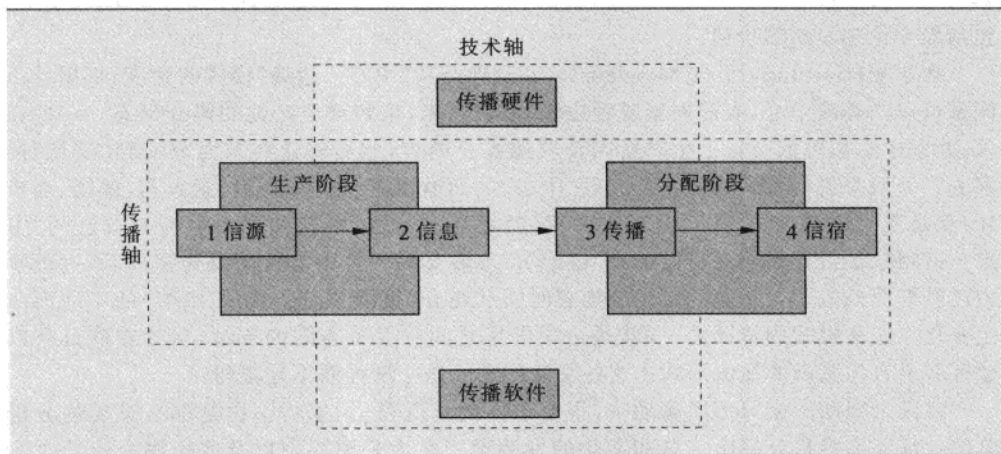 技术轴
传播硬件
生产阶段
分配阶段
传播轴
1 信源
2 信息
3 传播
4 信宿
传播软件